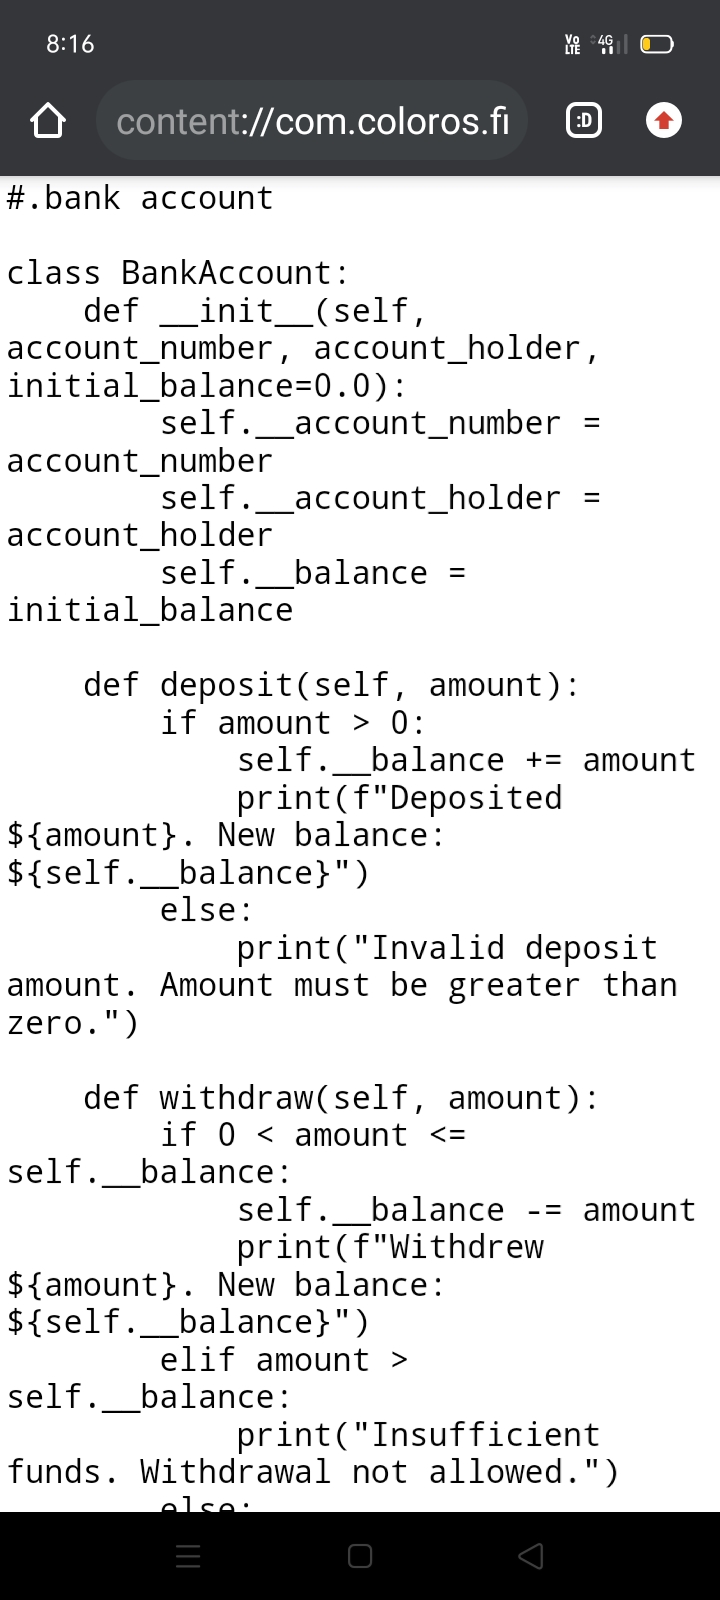 8:16
Vo
LTE
4G
content://com.coloros.fi
:D
#.bank account

class BankAccount:
    def __init__(self,
account_number, account_holder,
initial_balance=0.0):
        self.__account_number =
account_number
        self.__account_holder =
account_holder
        self.__balance =
initial_balance

    def deposit(self, amount):
        if amount > 0:
            self.__balance += amount
            print(f"Deposited
${amount}. New balance:
${self.__balance}")
        else:
            print("Invalid deposit
amount. Amount must be greater than
zero.")

    def withdraw(self, amount):
        if 0 < amount <=
self.__balance:
            self.__balance -= amount
            print(f"Withdrew
${amount}. New balance:
${self.__balance}")
        elif amount >
self.__balance:
            print("Insufficient
funds. Withdrawal not allowed.")
        else: